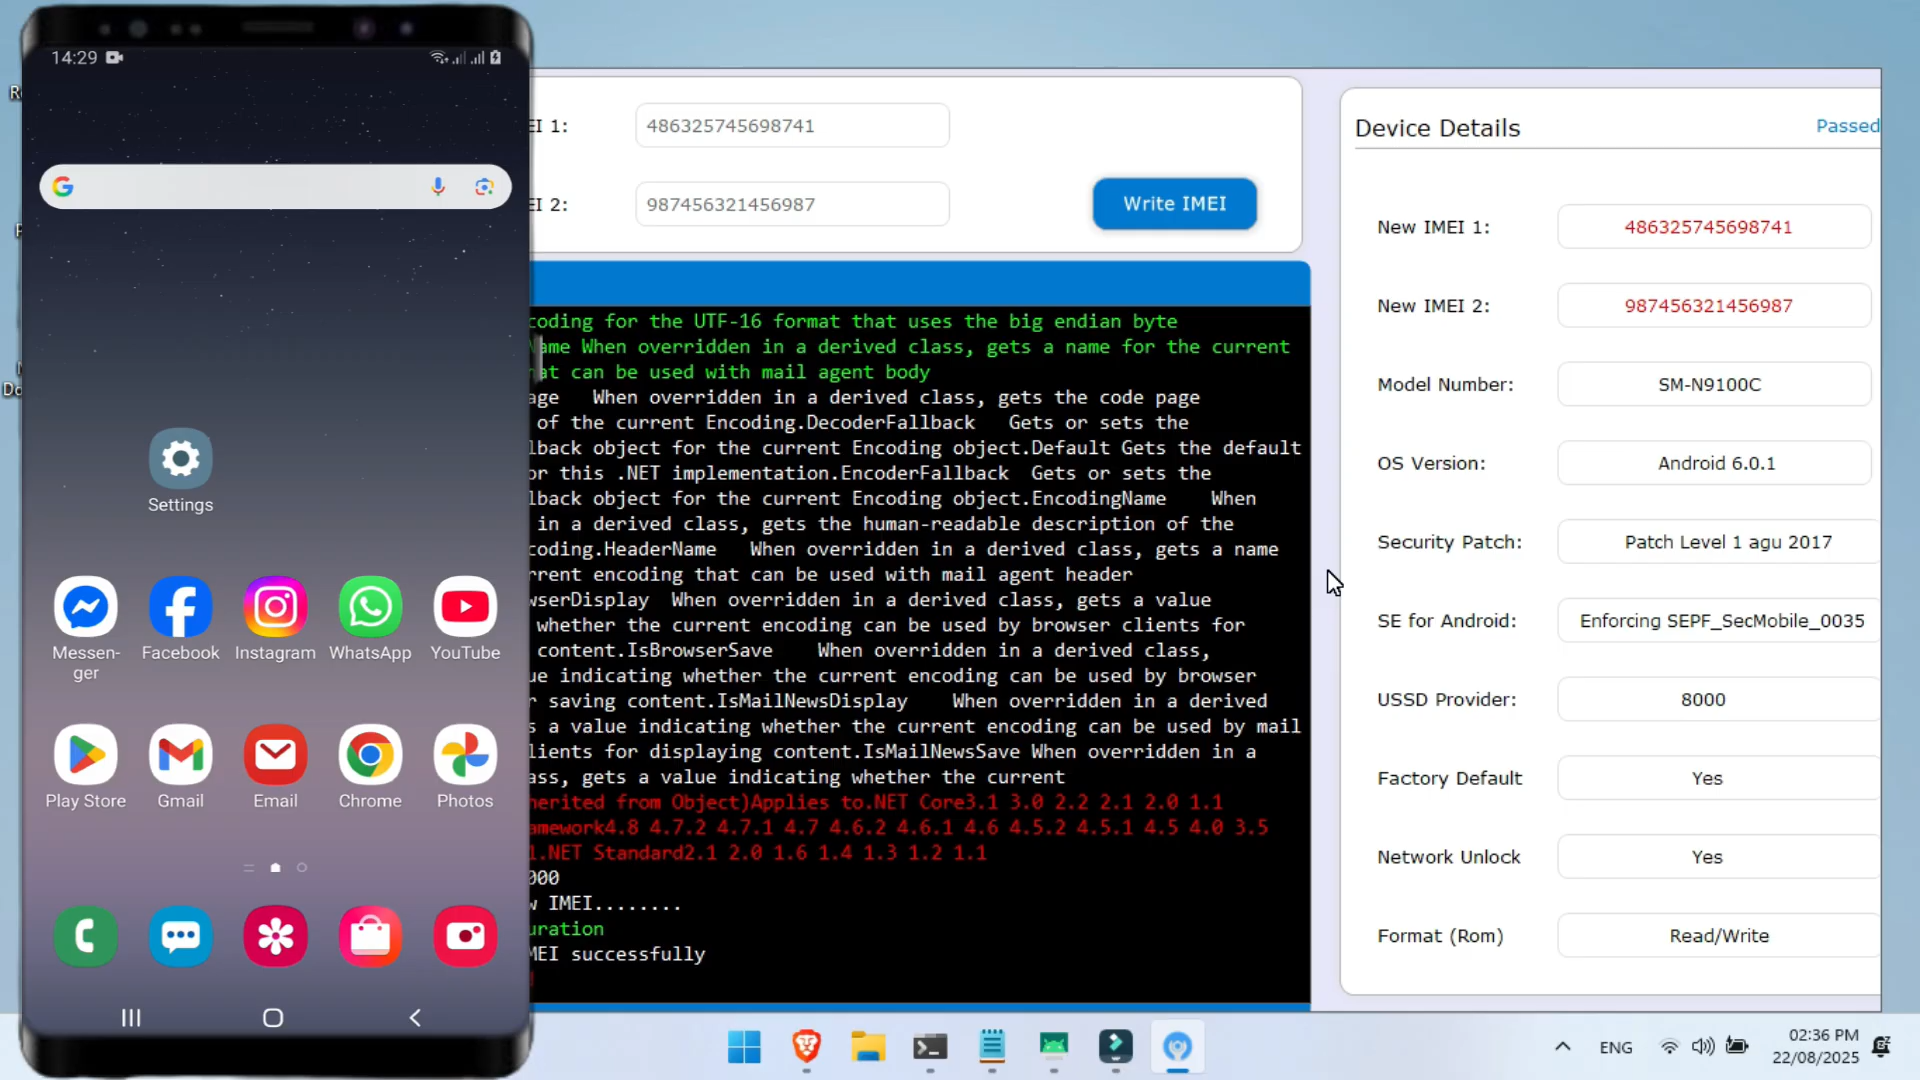 14:29
Settings
Messen-
ger
Facebook
Instagram
WhatsApp
YouTube
Play Store
Gmail
Email
Chrome
Photos
EI 1:
486325745698741
EI 2:
987456321456987
Write IMEI
coding for the UTF-16 format that uses the big endian byte
Name When overridden in a derived class, gets a name for the current
at can be used with mail agent body
age When overridden in a derived class, gets the code page
of the current Encoding.DecoderFallback Gets or sets the
lback object for the current Encoding object.Default Gets the default
or this .NET implementation.EncoderFallback Gets or sets the
lback object for the current Encoding object.EncodingName When
in a derived class, gets the human-readable description of the
coding.HeaderName When overridden in a derived class, gets a name
rrent encoding that can be used with mail agent header
wserDisplay When overridden in a derived class, gets a value
whether the current encoding can be used by browser clients for
content.IsBrowserSave When overridden in a derived class,
ue indicating whether the current encoding can be used by browser
r saving content.IsMailNewsDisplay When overridden in a derived
s a value indicating whether the current encoding can be used by mail
lients for displaying content.IsMailNewsSave When overridden in a
ass, gets a value indicating whether the current
herited from Object)Applies to.NET Core3.1 3.0 2.2 2.1 2.0 1.1
amework4.8 4.7.2 4.7.1 4.7 4.6.2 4.6.1 4.6 4.5.2 4.5.1 4.5 4.0 3.5
1.NET Standard2.1 2.0 1.6 1.4 1.3 1.2 1.1
000
w IMEI........
uration
MEI successfully
Device Details
Passed
New IMEI 1:
486325745698741
New IMEI 2:
987456321456987
Model Number:
SM-N9100C
OS Version:
Android 6.0.1
Security Patch:
Patch Level 1 agu 2017
SE for Android:
Enforcing SEPF_SecMobile_0035
USSD Provider:
8000
Factory Default
Yes
Network Unlock
Yes
Format (Rom)
Read/Write
ENG
02:36 PM
22/08/2025